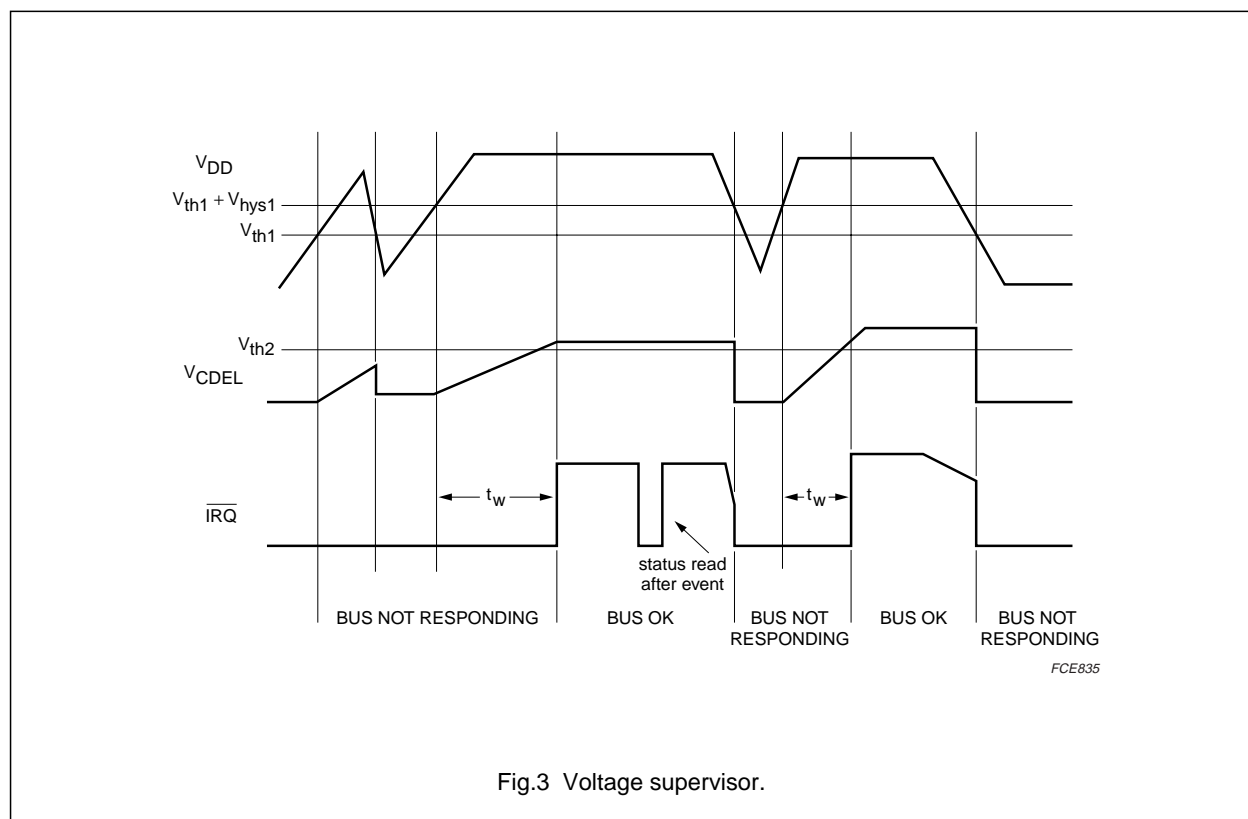 VDD
Vth1 + Vhys1
Vth1
Vth2
VCDEL
tw
tw
IRQ
status read
after event
BUS NOT RESPONDING
BUS OK
BUS NOT
RESPONDING
BUS OK
BUS NOT
RESPONDING
FCE835
Fig.3 Voltage supervisor.